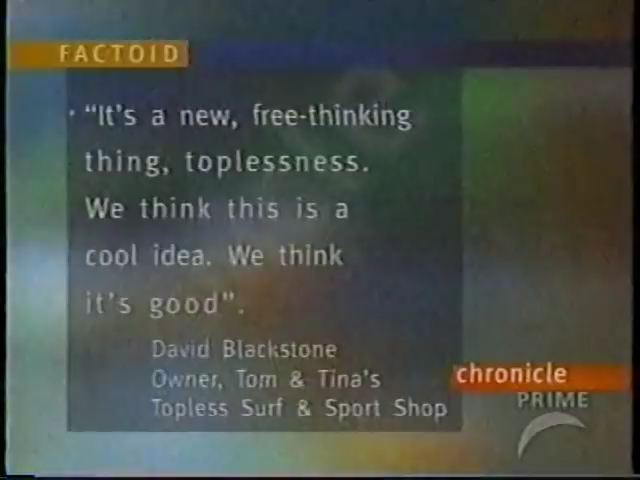 FACTOID
• “It's a new, free-thinking
thing, toplessness.
We think this is a
cool idea. We think
it's good”.
David Blackstone
Owner, Tom & Tina's
Topless Surf & Sport Shop
chronicle
PRIME